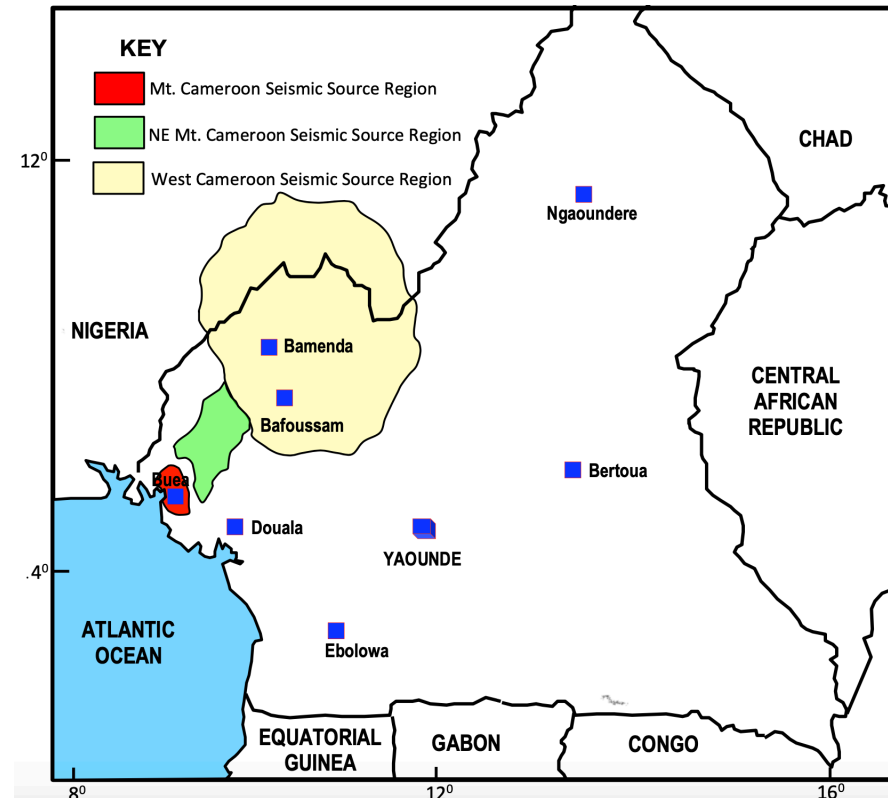 KEY
Mt. Cameroon Seismic Source Region
NE Mt. Cameroon Seismic Source Region
West Cameroon Seismic Source Region
CHAD
12⁰
Ngaoundere
NIGERIA
Bamenda
CENTRAL
AFRICAN
REPUBLIC
Bafoussam
Buea
Bertoua
Douala
YAOUNDE
.4⁰
ATLANTIC
OCEAN
Ebolowa
EQUATORIAL
GUINEA
GABON
CONGO
8⁰
12⁰
16⁰